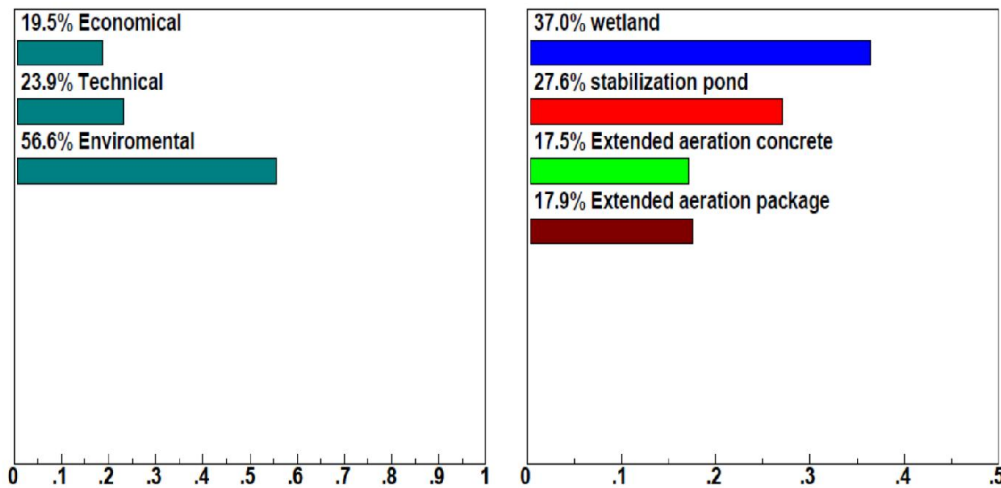 19.5% Economical
23.9% Technical
56.6% Enviromental
0 .1 .2 .3 .4 .5 .6 .7 .8 .9 1
37.0% wetland
27.6% stabilization pond
17.5% Extended aeration concrete
17.9% Extended aeration package
0 .1 .2 .3 .4 .5